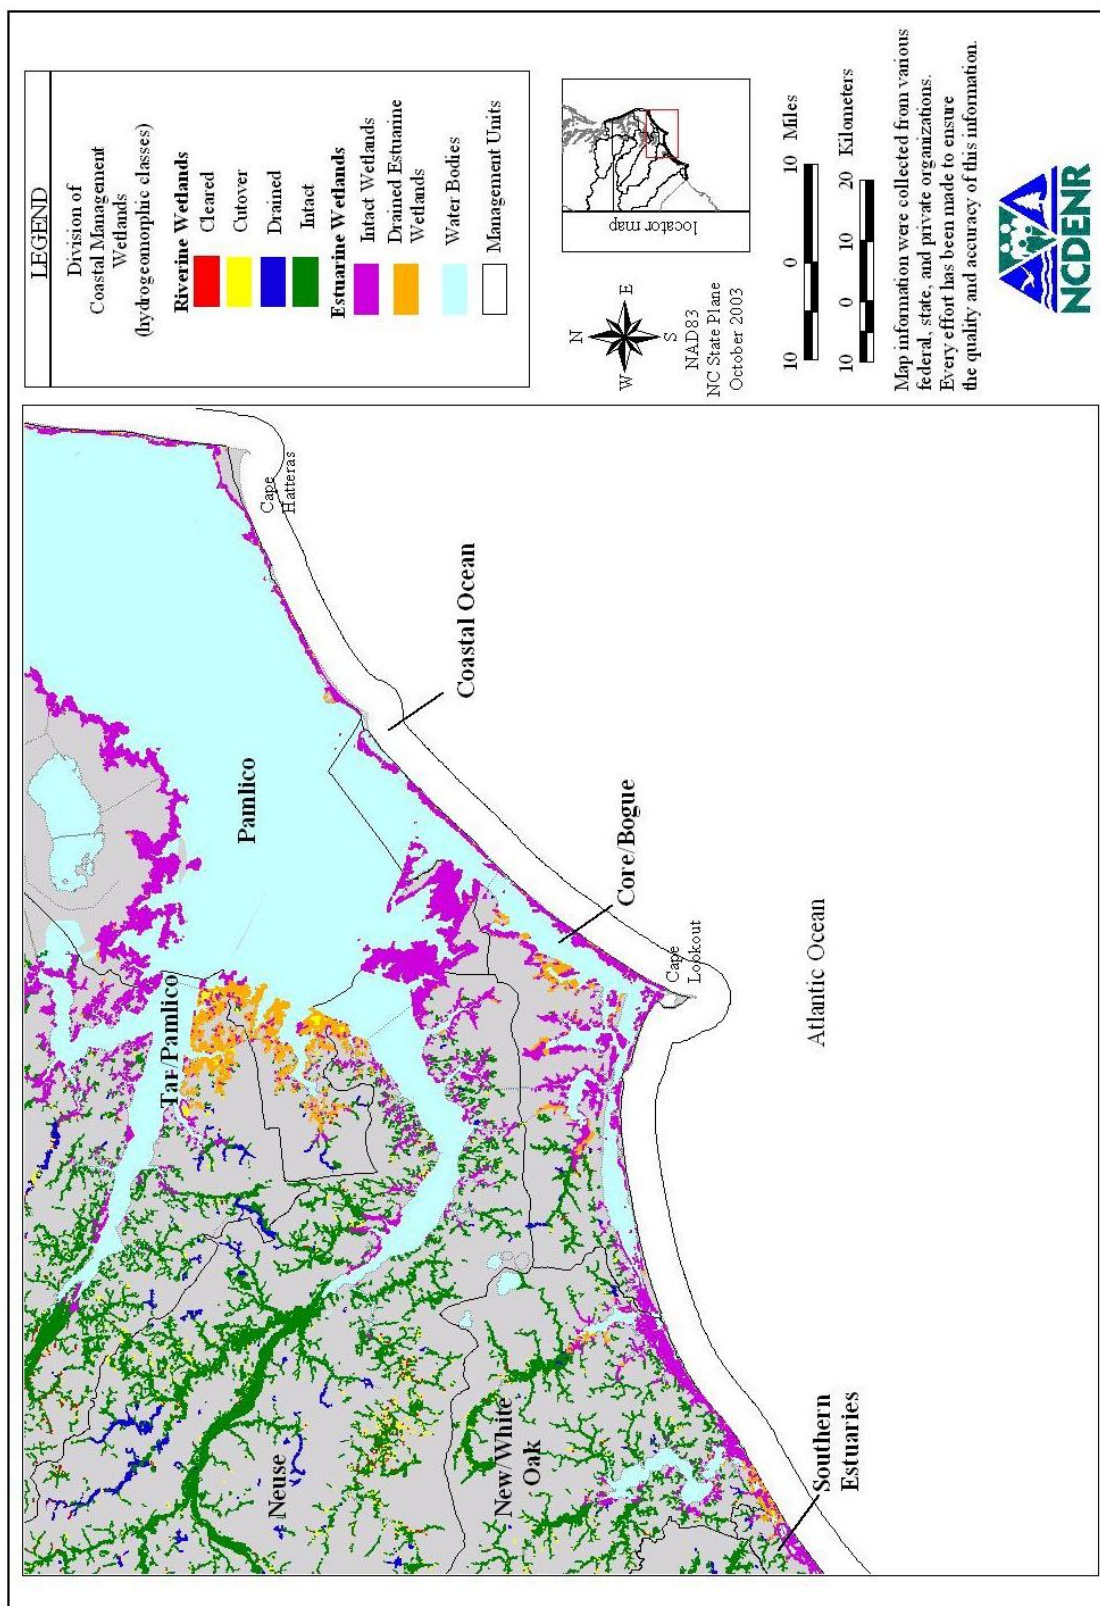 LEGEND
Division of
Coastal Management
Wetlands
(hydrogeomorphic classes)
Riverine Wetlands
Cleared
Cutover
Drained
Intact
Estuarine Wetlands
Intact Wetlands
Drained Estuarine
Wetlands
Water Bodies
Management Units
locator map
N
W
E
S
NAD83
NC State Plane
October 2003
10 0 10 Miles
10 0 10 20 Kilometers
Map information were collected from various
federal, state, and private organizations.
Every effort has been made to ensure
the quality and accuracy of this information.
NCDENR
Tar/Pamlico
Pamlico
Cape
Hatteras
Neuse
Coastal Ocean
Core/Bogue
New/White
Oak
Cape
Lookout
Atlantic Ocean
Southern
Estuaries